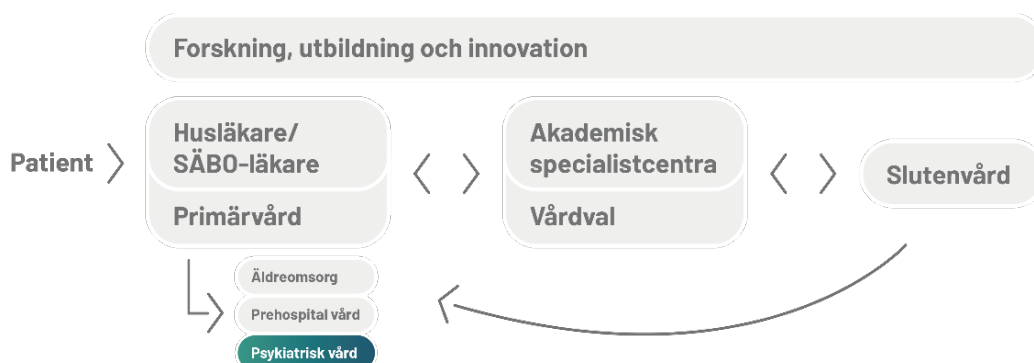 Forskning, utbildning och innovation
Patient
Husläkare/
SÄBO-läkare
Primärvård
Akademisk
specialistcentra
Vårdval
Slutenvård
Äldreomsorg
Prehospital vård
Psykiatrisk vård